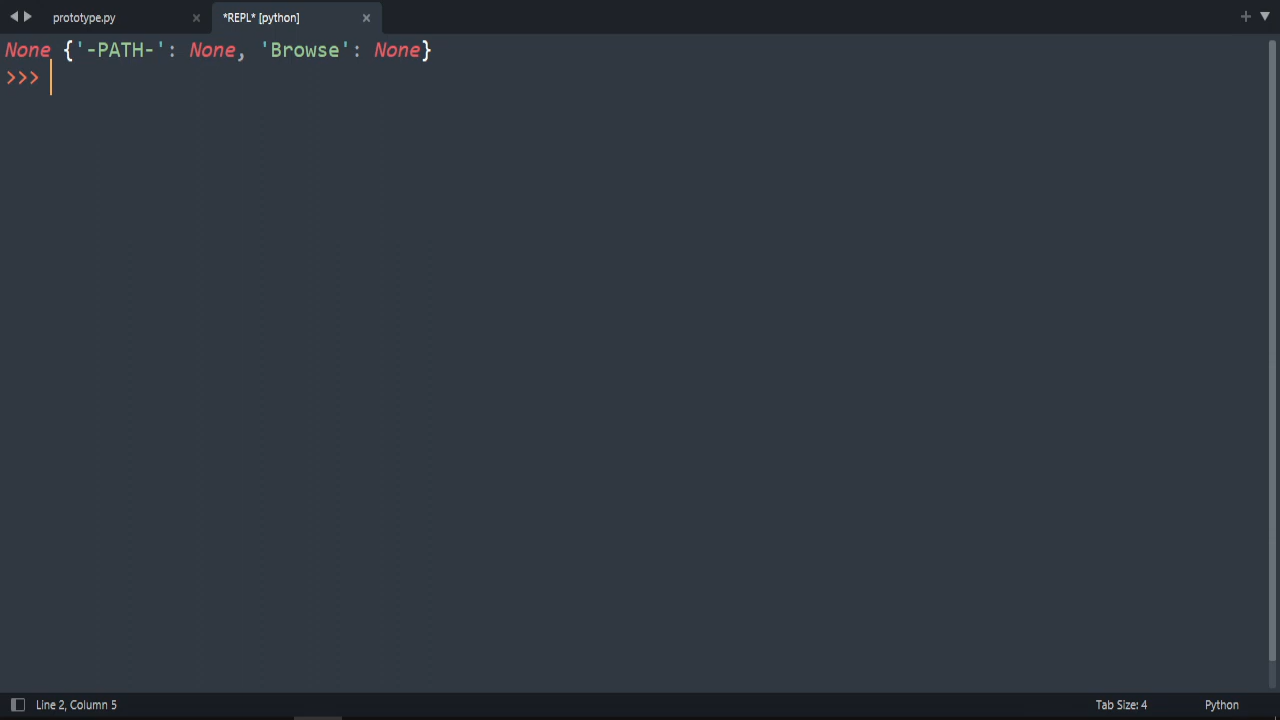 prototype.py
*REPL* [python]
None {'-PATH-': None, 'Browse': None}
>>>
Line 2, Column 5
Tab Size: 4
Python